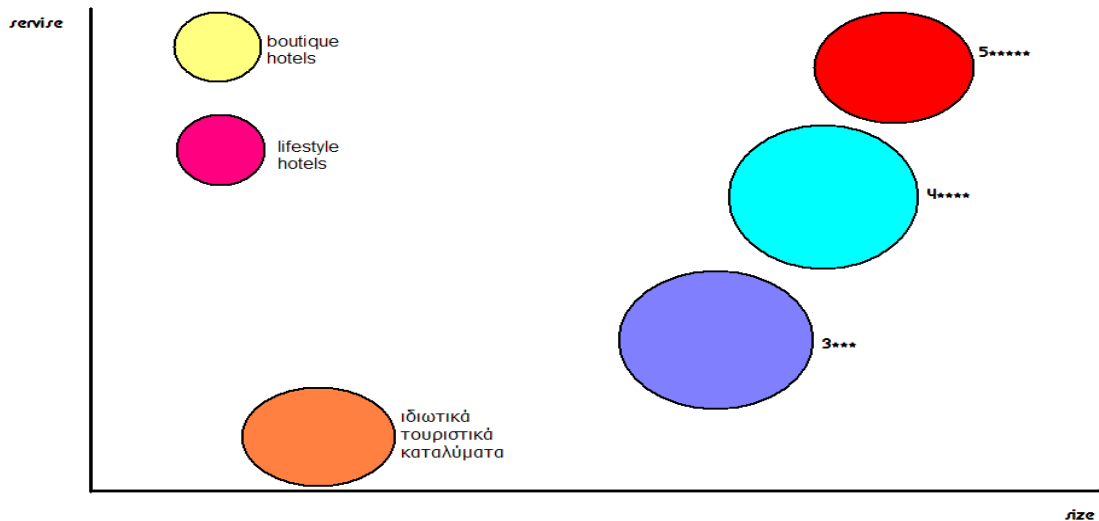 servise
boutique
hotels
5*****
lifestyle
hotels
4****
3***
ιδιωτικά
τουριστικά
καταλύματα
size